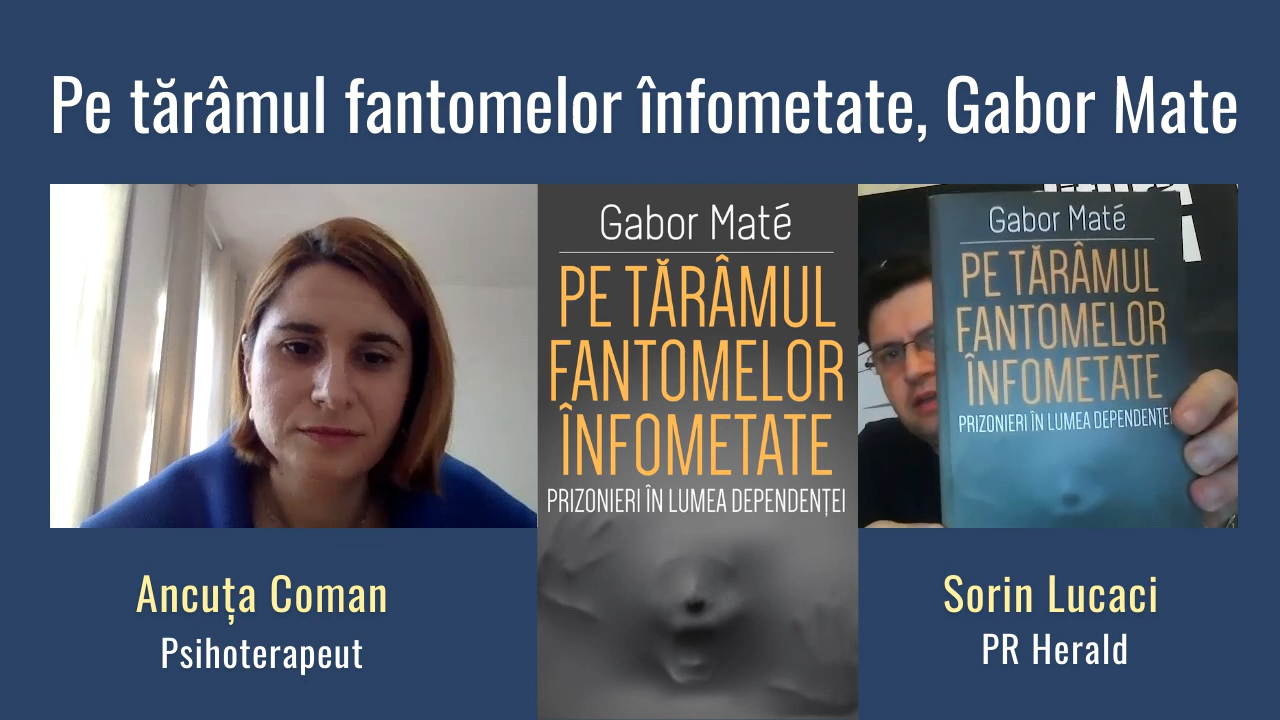 Pe tărâmul fantomelor înfometate, Gabor Mate
Gabor Maté
PE TĂRÂMUL
FANTOMELOR
ÎNFOMETATE
PRIZONIERI ÎN LUMEA DEPENDENȚEI
Gabor Maté
PE TĂRÂMUL
FANTOMELOR
ÎNFOMETATE
PRIZONIERI ÎN LUMEA DEPENDENȚEI
Ancuța Coman
Psihoterapeut
Sorin Lucaci
PR Herald